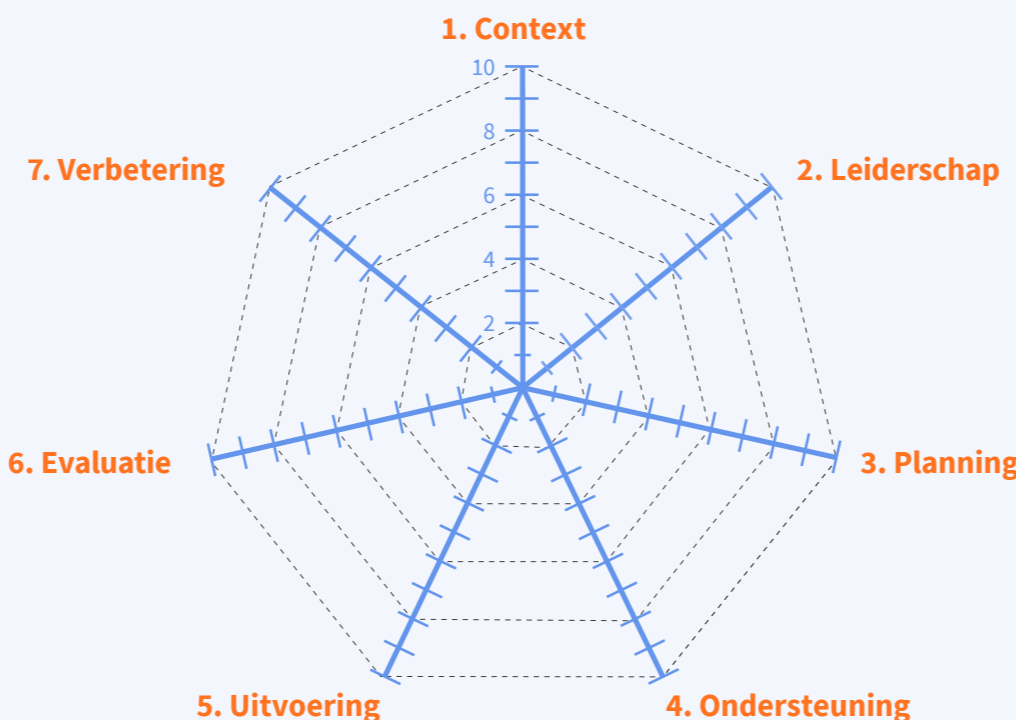 1. Context
10
8
6
4
2
2. Leiderschap
3. Planning
4. Ondersteuning
5. Uitvoering
6. Evaluatie
7. Verbetering